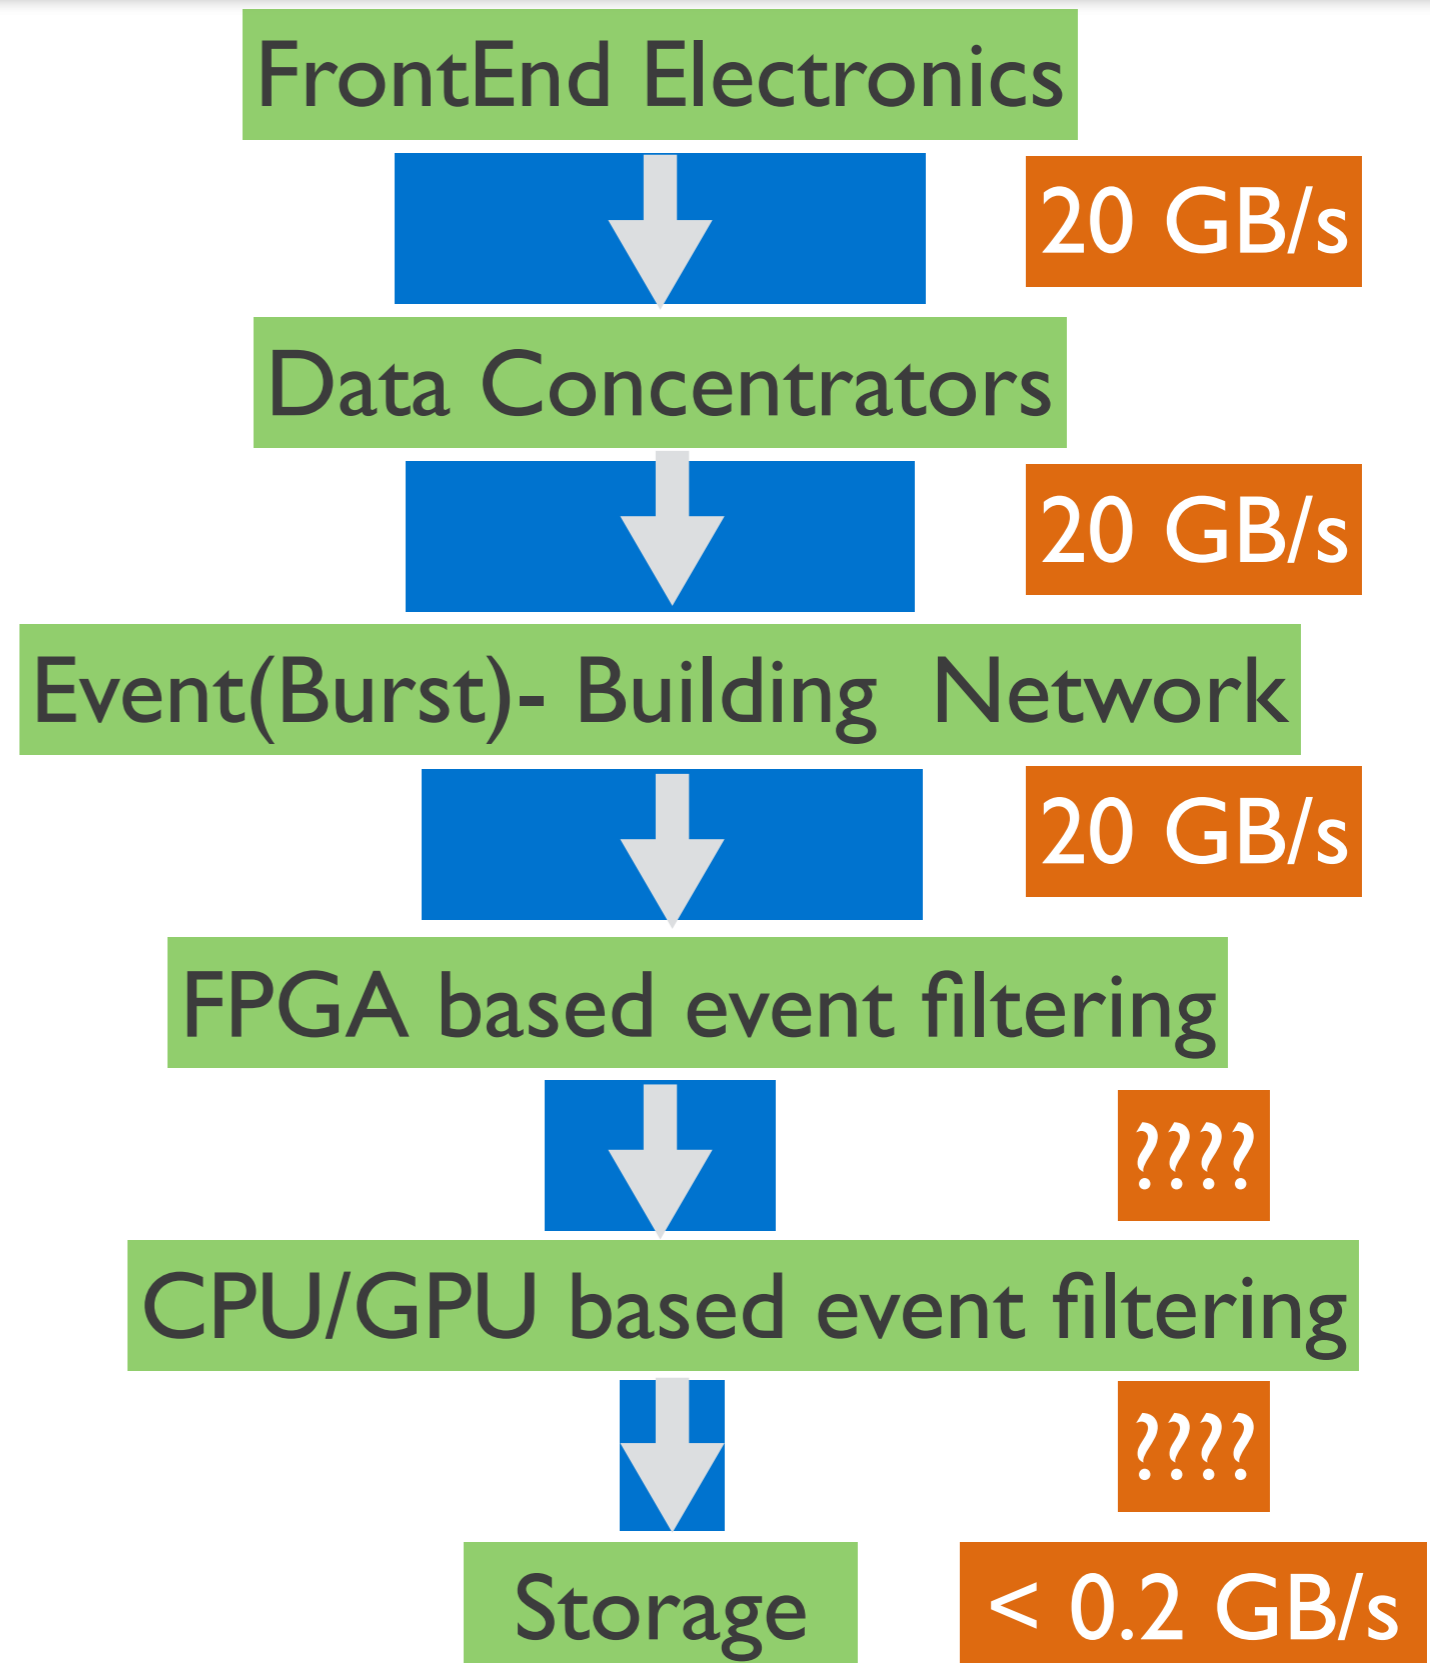 FrontEnd Electronics
20 GB/s
Data Concentrators
20 GB/s
Event(Burst)- Building Network
20 GB/s
FPGA based event filtering
????
CPU/GPU based event filtering
????
Storage
< 0.2 GB/s